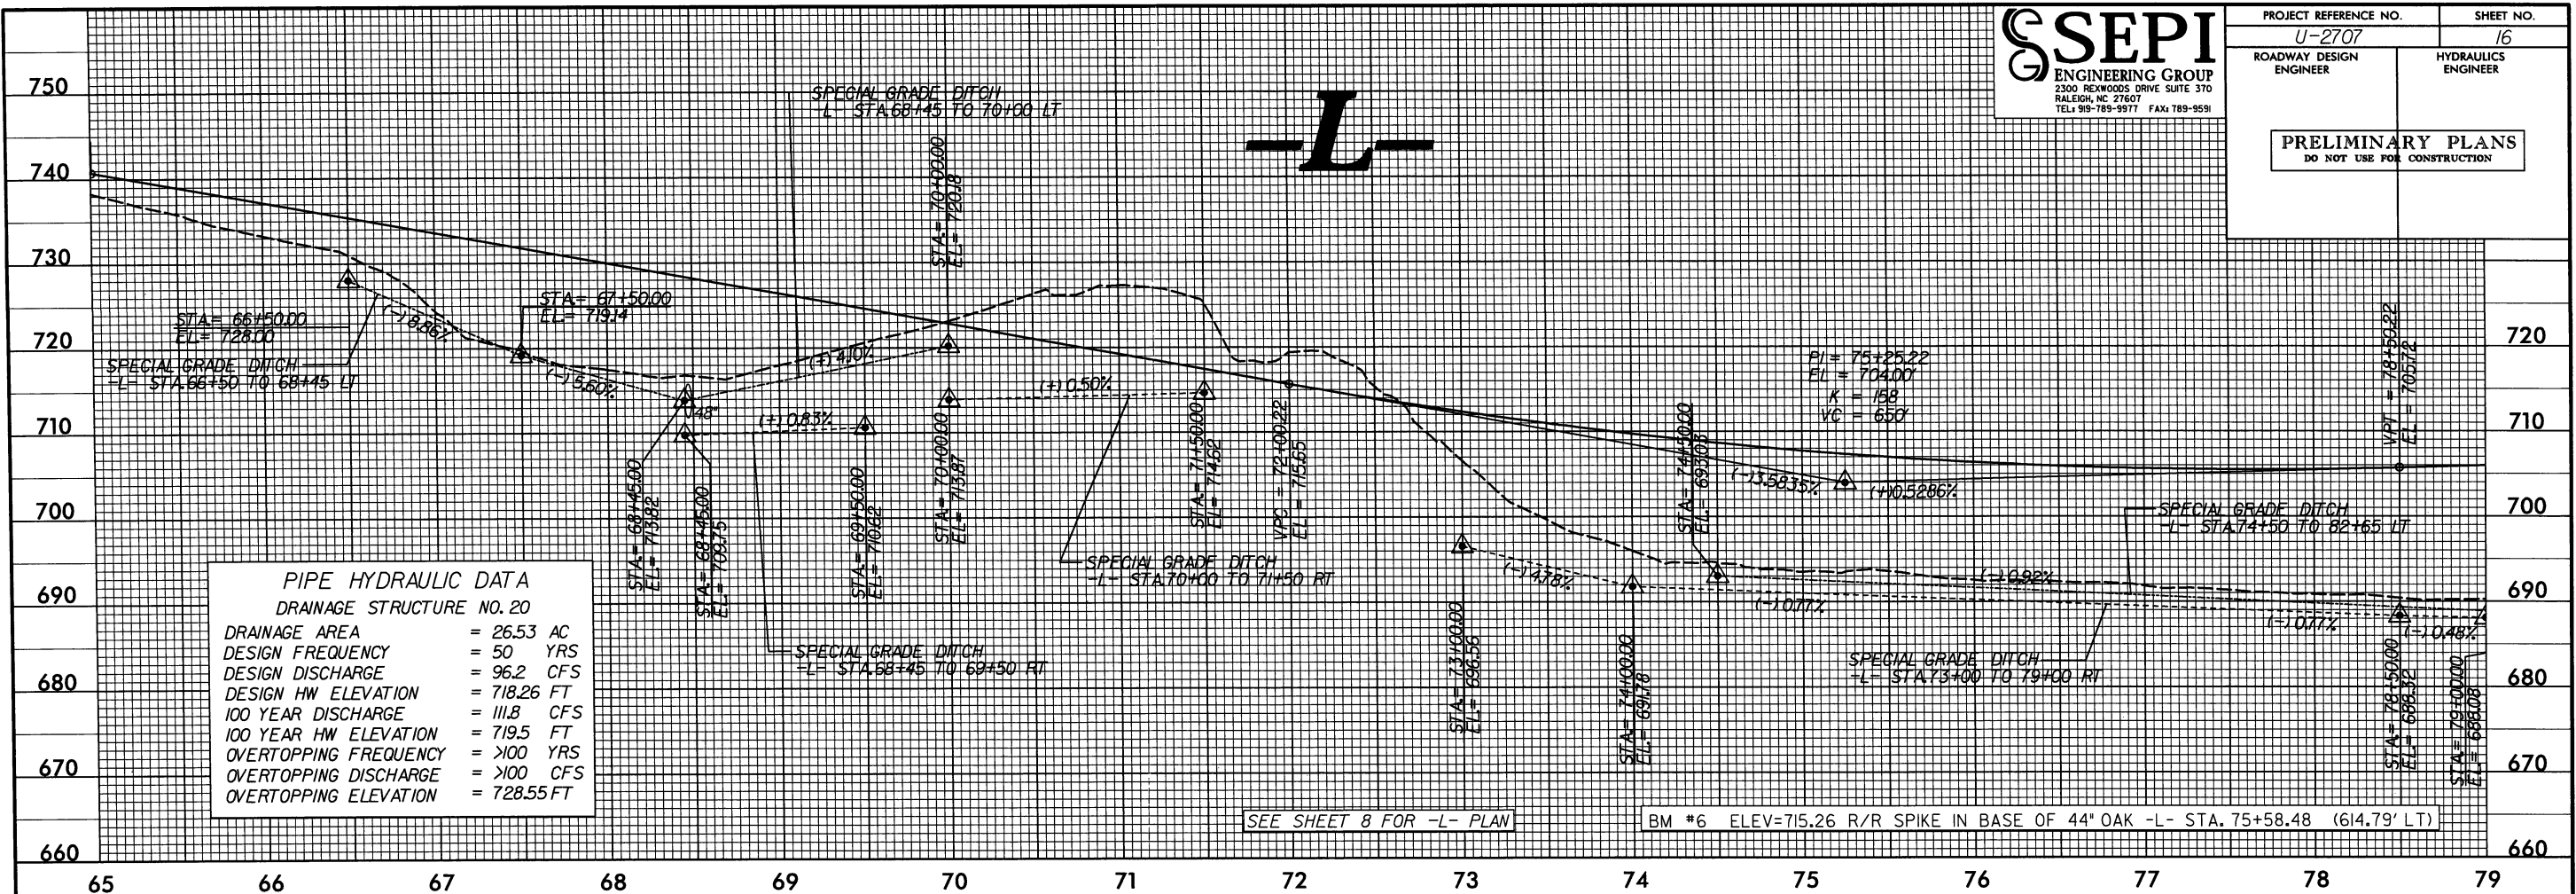 SEPI
ENGINEERING GROUP
2300 REXWOODS DRIVE SUITE 370
RALEIGH, NC 27607
TEL: 919-789-9977 FAX: 789-9591
PROJECT REFERENCE NO.
SHEET NO.
U-2707
16
ROADWAY DESIGN
ENGINEER
HYDRAULICS
ENGINEER
PRELIMINARY PLANS
DO NOT USE FOR CONSTRUCTION
-L-
750
740
730
720
710
700
690
680
670
660
SPECIAL GRADE DITCH
-L- STA.68+45 TO 70+00 LT
STA.= 70+00.00
EL.= 720.18
STA.= 66+50.00
EL.= 728.00
(-)8.86%
STA.= 67+50.00
EL.= 719.14
SPECIAL GRADE DITCH
-L- STA.66+50 TO 68+45 LT
(-)5.60%
(+)4.10%
48"
(+)0.83%
(+)0.50%
STA.= 68+45.00
EL.= 713.82
STA.= 68+45.00
EL.= 709.75
STA.= 69+50.00
EL.= 710.62
STA.= 70+00.00
EL.= 713.87
STA.= 71+50.00
EL.= 714.62
VPC = 72+00.22
EL = 715.65
SPECIAL GRADE DITCH
-L- STA.70+00 TO 71+50 RT
SPECIAL GRADE DITCH
-L- STA.68+45 TO 69+50 RT
PI = 75+25.22
EL = 704.00'
K = 158
VC = 650'
STA.= 74+50.00
EL.= 693.03
(-)3.5835%
(+)0.5286%
VPT = 78+50.22
EL = 705.72
SPECIAL GRADE DITCH
-L- STA.74+50 TO 82+65 LT
(-)4.78%
(-)0.92%
(-)0.77%
(-)0.77%
(-)0.48%
STA.= 73+00.00
EL.= 696.56
STA.= 74+00.00
EL.= 691.78
SPECIAL GRADE DITCH
-L- STA.73+00 TO 79+00 RT
STA.= 78+50.00
EL.= 688.32
STA.= 79+00.00
EL.= 688.08
720
710
700
690
680
670
660
PIPE HYDRAULIC DATA
DRAINAGE STRUCTURE NO. 20
DRAINAGE AREA = 26.53 AC
DESIGN FREQUENCY = 50 YRS
DESIGN DISCHARGE = 96.2 CFS
DESIGN HW ELEVATION = 718.26 FT
100 YEAR DISCHARGE = 111.8 CFS
100 YEAR HW ELEVATION = 719.5 FT
OVERTOPPING FREQUENCY = >100 YRS
OVERTOPPING DISCHARGE = >100 CFS
OVERTOPPING ELEVATION = 728.55 FT
SEE SHEET 8 FOR -L- PLAN
BM #6 ELEV=715.26 R/R SPIKE IN BASE OF 44" OAK -L- STA. 75+58.48 (614.79' LT)
65 66 67 68 69 70 71 72 73 74 75 76 77 78 79